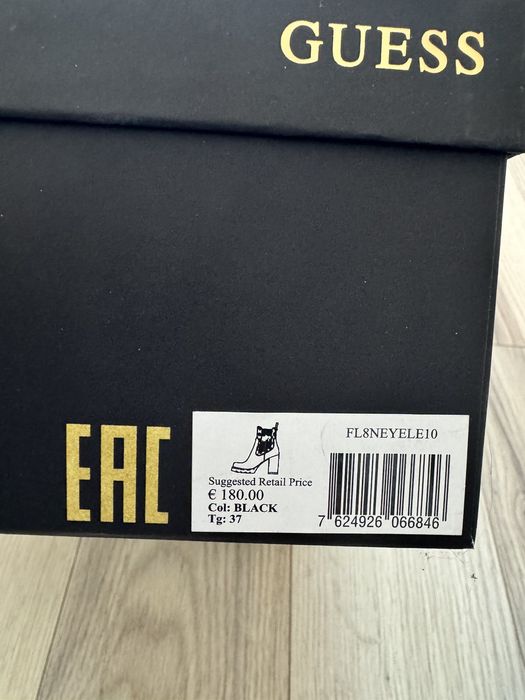 GUESS
EAC
FL8NEYELE10
Suggested Retail Price
€ 180.00
Col: BLACK
Tg: 37
7 624926 066846